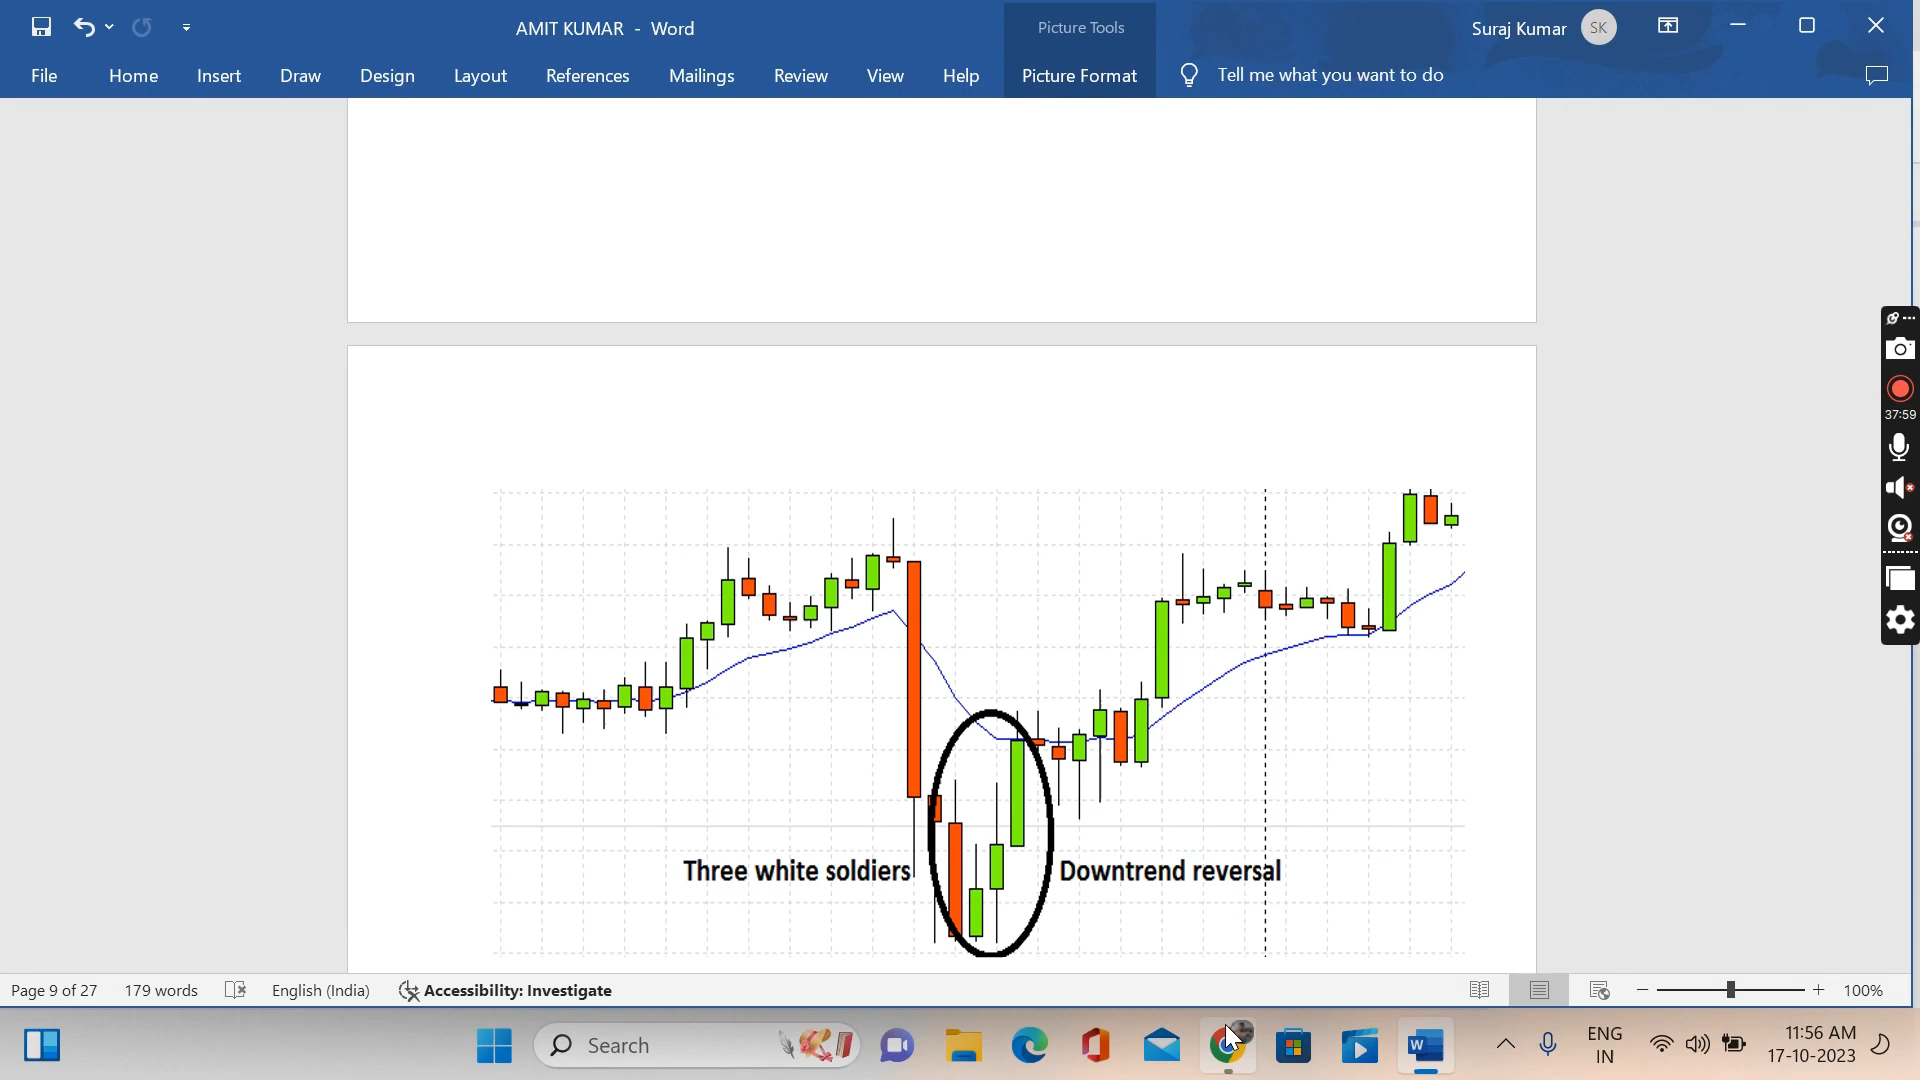 AMIT KUMAR - Word
Picture Tools
Suraj Kumar
SK
File Home Insert Draw Design Layout References Mailings Review View Help Picture Format Tell me what you want to do
37:59
Three white soldiers
Downtrend reversal
Page 9 of 27 179 words English (India) Accessibility: Investigate 100%
Search
W
ENG
IN
11:56 AM
17-10-2023